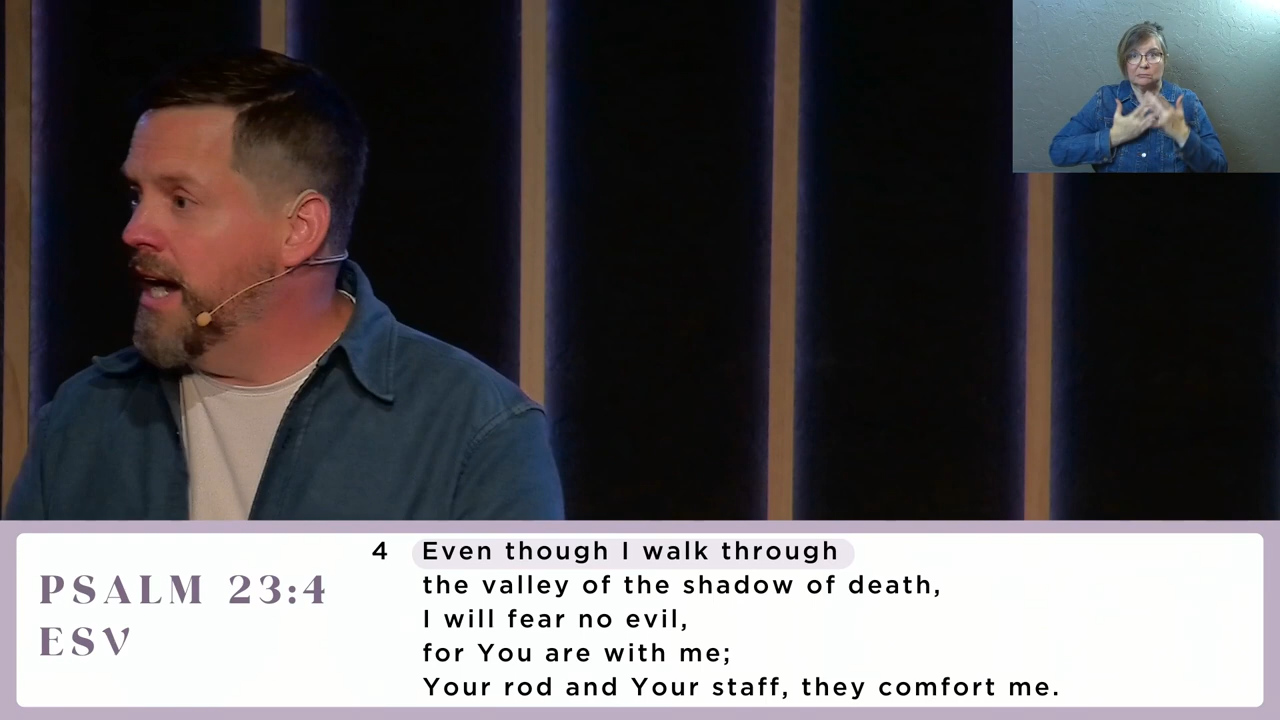 PSALM 23:4
ESV
4 Even though I walk through
the valley of the shadow of death,
I will fear no evil,
for You are with me;
Your rod and Your staff, they comfort me.